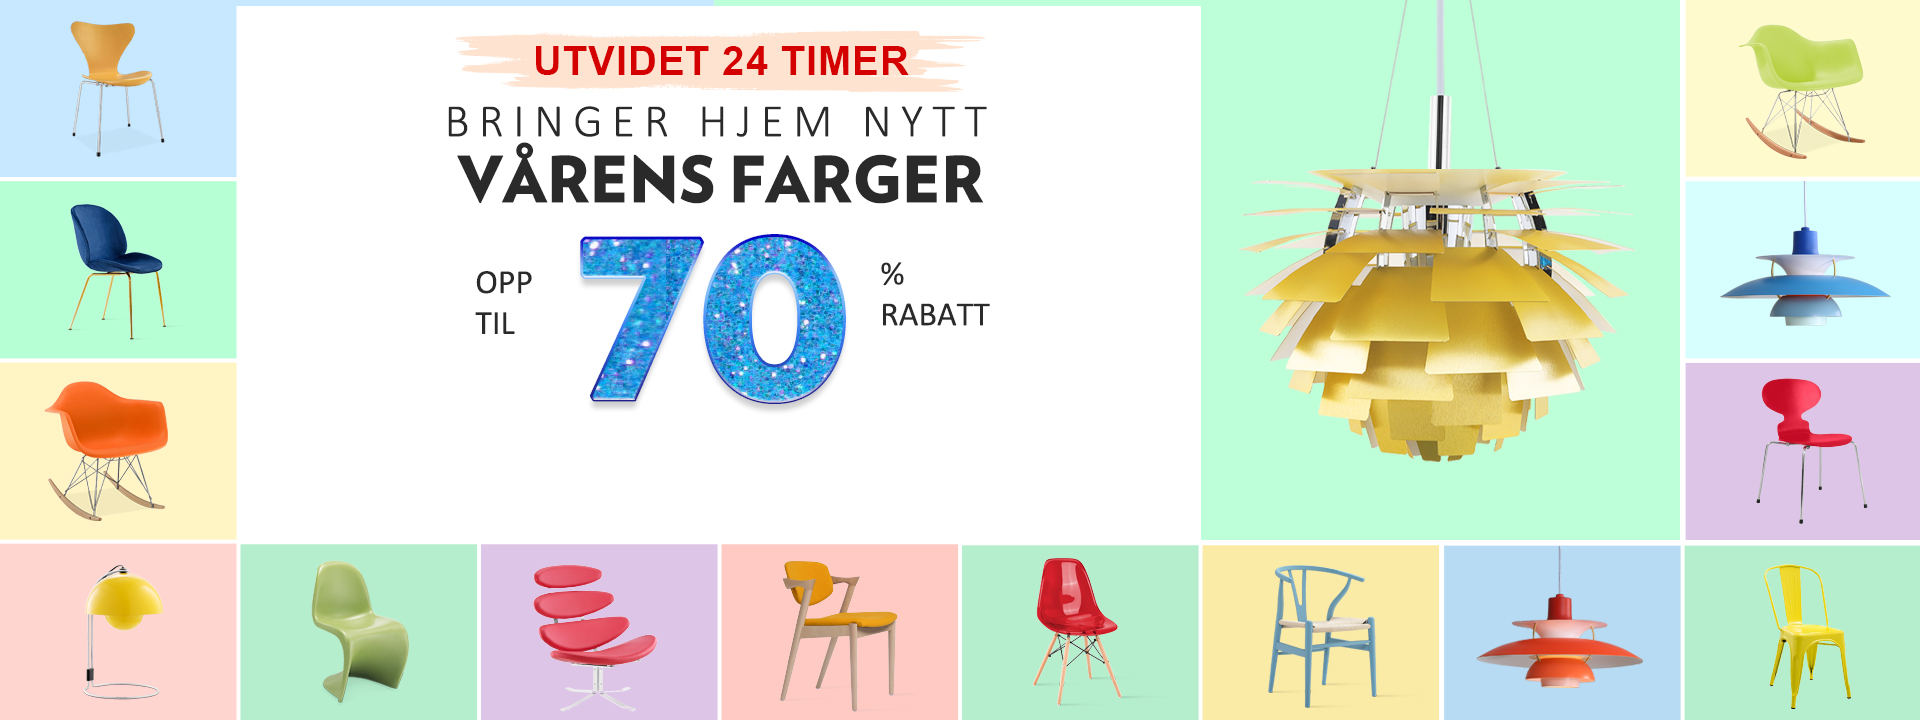 UTVIDET 24 TIMER
BRINGER HJEM NYTT
VÅRENS FARGER
OPP
TIL
70
%
RABATT